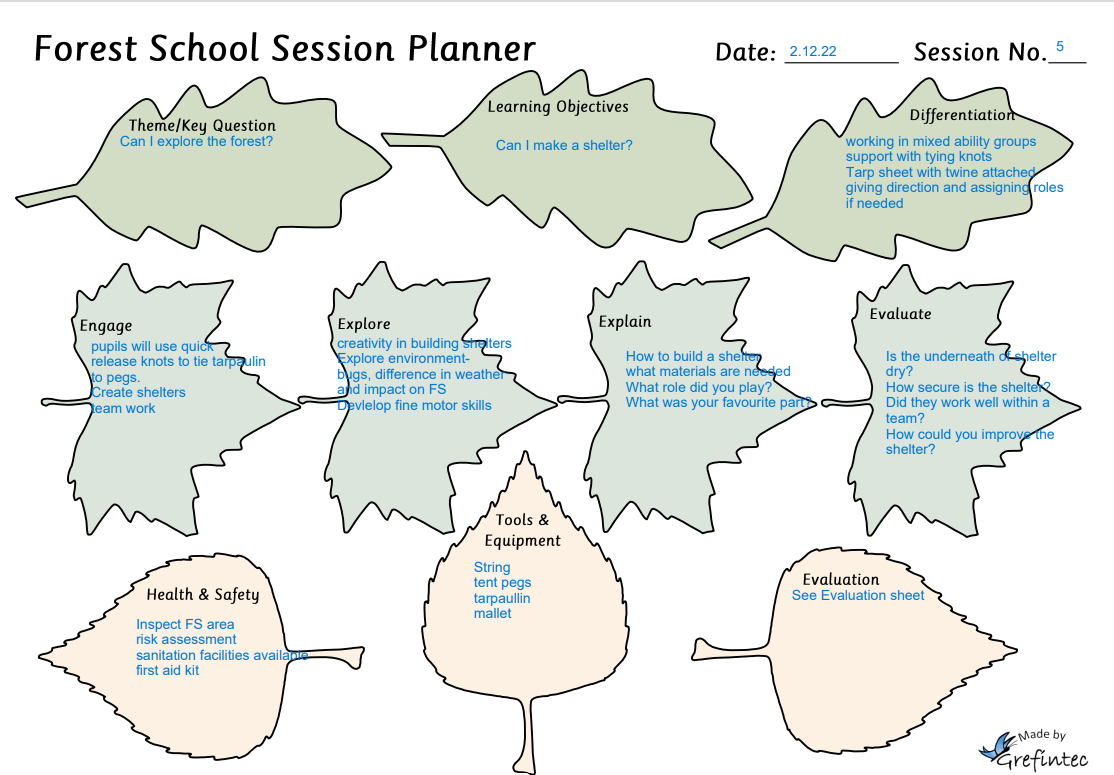 Forest School Session Planner
Date: 2.12.22 Session No. 5
Theme/Key Question
Can I explore the forest?
Learning Objectives
Can I make a shelter?
Differentiation
working in mixed ability groups
support with tying knots
Tarp sheet with twine attached
giving direction and assigning roles
if needed
Engage
pupils will use quick
release knots to tie tarpaulin
to pegs.
Create shelters
team work
Explore
creativity in building shelters
Explore environment-
bugs, difference in weather
and impact on FS
Devlelop fine motor skills
Explain
How to build a shelter
what materials are needed
What role did you play?
What was your favourite part?
Evaluate
Is the underneath of shelter
dry?
How secure is the shelter?
Did they work well within a
team?
How could you improve the
shelter?
Health & Safety
Inspect FS area
risk assessment
sanitation facilities available
first aid kit
Tools &
Equipment
String
tent pegs
tarpaullin
mallet
Evaluation
See Evaluation sheet
Made by
Grefintec